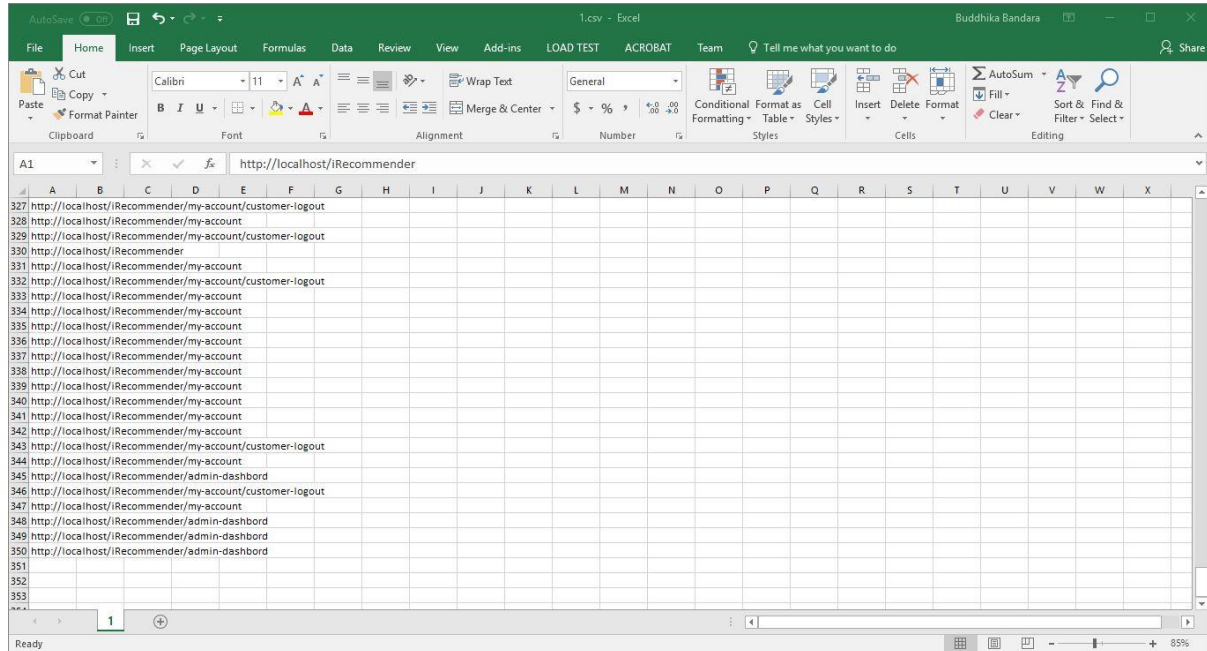 AutoSave Off 1.csv - Excel Buddhika Bandara
File Home Insert Page Layout Formulas Data Review View Add-ins LOAD TEST ACROBAT Team Tell me what you want to do Share
Cut
Copy
Format Painter
Paste
Clipboard
Calibri 11
B I U
Font
Wrap Text
Merge & Center
Alignment
General
$ % ,
Number
Conditional Formatting
Format as Table
Cell Styles
Styles
Insert Delete Format
Cells
AutoSum
Fill
Clear
Sort & Filter
Find & Select
Editing
A1 fx http://localhost/iRecommender
A B C D E F G H I J K L M N O P Q R S T U V W X
327 http://localhost/iRecommender/my-account/customer-logout
328 http://localhost/iRecommender/my-account
329 http://localhost/iRecommender/my-account/customer-logout
330 http://localhost/iRecommender
331 http://localhost/iRecommender/my-account
332 http://localhost/iRecommender/my-account/customer-logout
333 http://localhost/iRecommender/my-account
334 http://localhost/iRecommender/my-account
335 http://localhost/iRecommender/my-account
336 http://localhost/iRecommender/my-account
337 http://localhost/iRecommender/my-account
338 http://localhost/iRecommender/my-account
339 http://localhost/iRecommender/my-account
340 http://localhost/iRecommender/my-account
341 http://localhost/iRecommender/my-account
342 http://localhost/iRecommender/my-account
343 http://localhost/iRecommender/my-account/customer-logout
344 http://localhost/iRecommender/my-account
345 http://localhost/iRecommender/admin-dashbord
346 http://localhost/iRecommender/my-account/customer-logout
347 http://localhost/iRecommender/my-account
348 http://localhost/iRecommender/admin-dashbord
349 http://localhost/iRecommender/admin-dashbord
350 http://localhost/iRecommender/admin-dashbord
351
352
353
1
Ready 85%